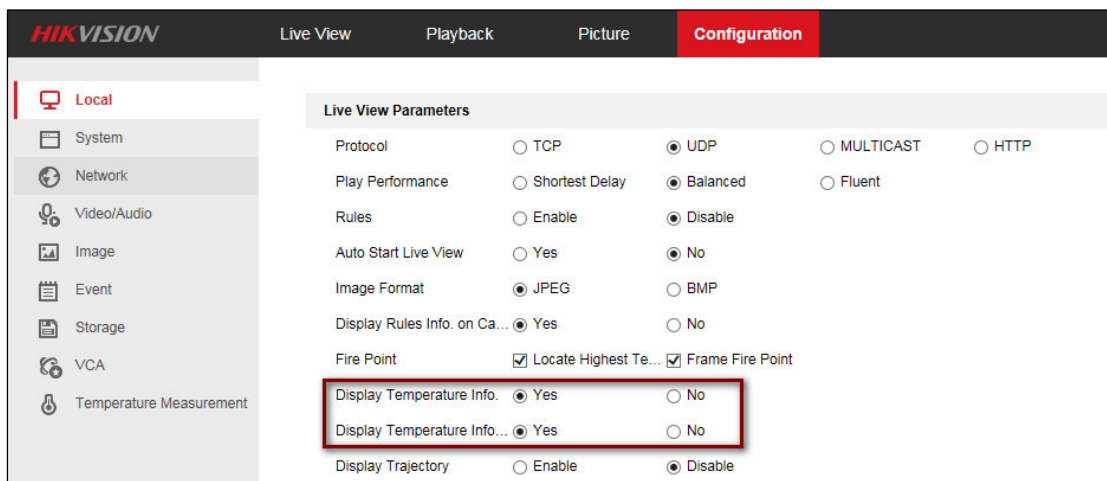 HIKVISION Live View Playback Picture Configuration
Local
System
Network
Video/Audio
Image
Event
Storage
VCA
Temperature Measurement
Live View Parameters
Protocol TCP UDP MULTICAST HTTP
Play Performance Shortest Delay Balanced Fluent
Rules Enable Disable
Auto Start Live View Yes No
Image Format JPEG BMP
Display Rules Info. on Ca... Yes No
Fire Point Locate Highest Te... Frame Fire Point
Display Temperature Info. Yes No
Display Temperature Info... Yes No
Display Trajectory Enable Disable